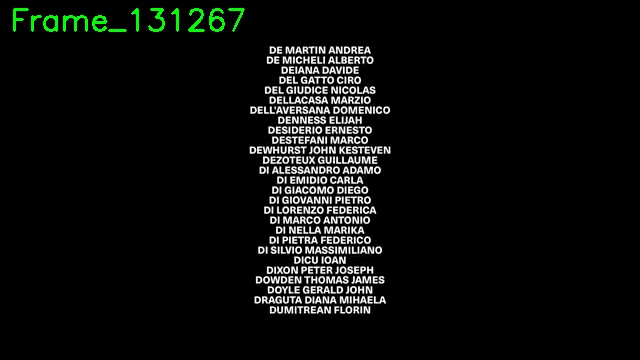 Frame_131267
DE MARTIN ANDREA
DE MICHELI ALBERTO
DEIANA DAVIDE
DEL GATTO CIRO
DEL GIUDICE NICOLAS
DELLACASA MARZIO
DELL'AVERSANA DOMENICO
DENNESS ELIJAH
DESIDERIO ERNESTO
DESTEFANI MARCO
DEWHURST JOHN KESTEVEN
DEZOTEUX GUILLAUME
DI ALESSANDRO ADAMO
DI EMIDIO CARLA
DI GIACOMO DIEGO
DI GIOVANNI PIETRO
DI LORENZO FEDERICA
DI MARCO ANTONIO
DI NELLA MARIKA
DI PIETRA FEDERICO
DI SILVIO MASSIMILIANO
DICU IOAN
DIXON PETER JOSEPH
DOWDEN THOMAS JAMES
DOYLE GERALD JOHN
DRAGUTA DIANA MIHAELA
DUMITREAN FLORIN